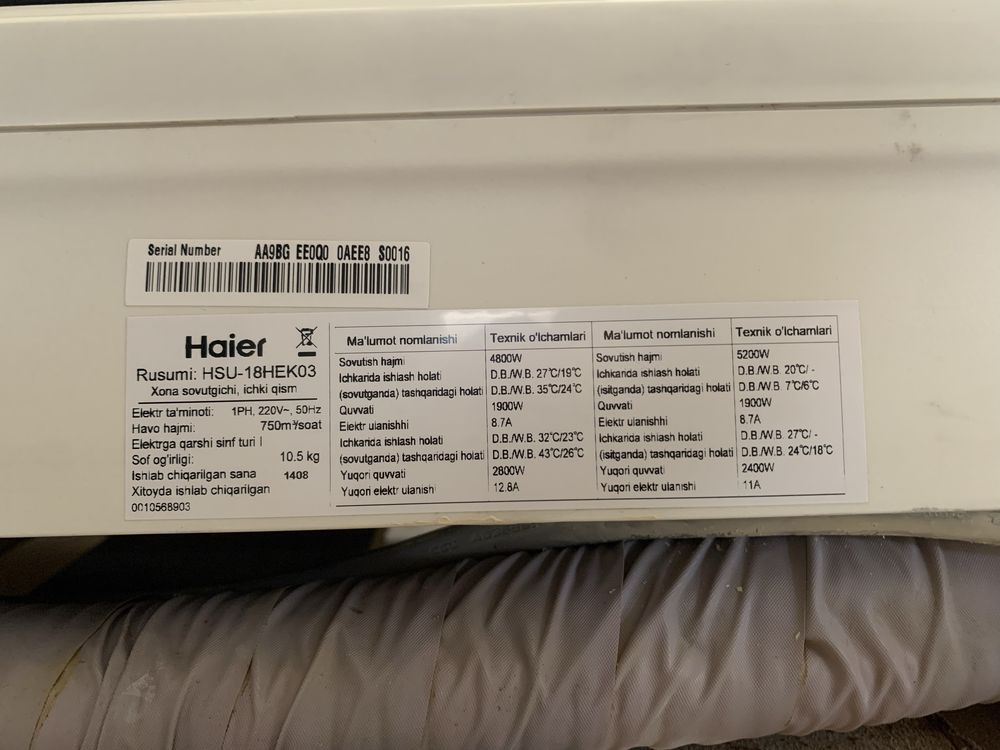 Serial Number AA9BG EE0Q0 0AEE8 S0016
Haier
Rusumi: HSU-18HEK03
Xona sovutgichi, ichki qism
Elektr ta'minoti: 1PH, 220V~, 50Hz
Havo hajmi: 750m³/soat
Elektrga qarshi sinf turi I
Sof og'irligi: 10.5 kg
Ishlab chiqarilgan sana 1408
Xitoyda ishlab chiqarilgan
0010568903
Ma'lumot nomlanishi Texnik o'lchamlari Ma'lumot nomlanishi Texnik o'lchamlari
Sovutish hajmi 4800W Sovutish hajmi 5200W
Ichkarida ishlash holati D.B./W.B. 27°C/19°C Ichkarida ishlash holati D.B./W.B. 20°C/ -
(sovutganda) tashqaridagi holati D.B./W.B. 35°C/24°C (isitganda) tashqaridagi holati D.B./W.B. 7°C/6°C
Quvvati 1900W Quvvati 1900W
Elektr ulanishhi 8.7A Elektr ulanishhi 8.7A
Ichkarida ishlash holati D.B./W.B. 32°C/23°C Ichkarida ishlash holati D.B./W.B. 27°C/ -
(sovutganda) tashqaridagi holati D.B./W.B. 43°C/26°C (isitganda) tashqaridagi holati D.B./W.B. 24°C/18°C
Yuqori quvvati 2800W Yuqori quvvati 2400W
Yuqori elektr ulanishi 12.8A Yuqori elektr ulanishi 11A